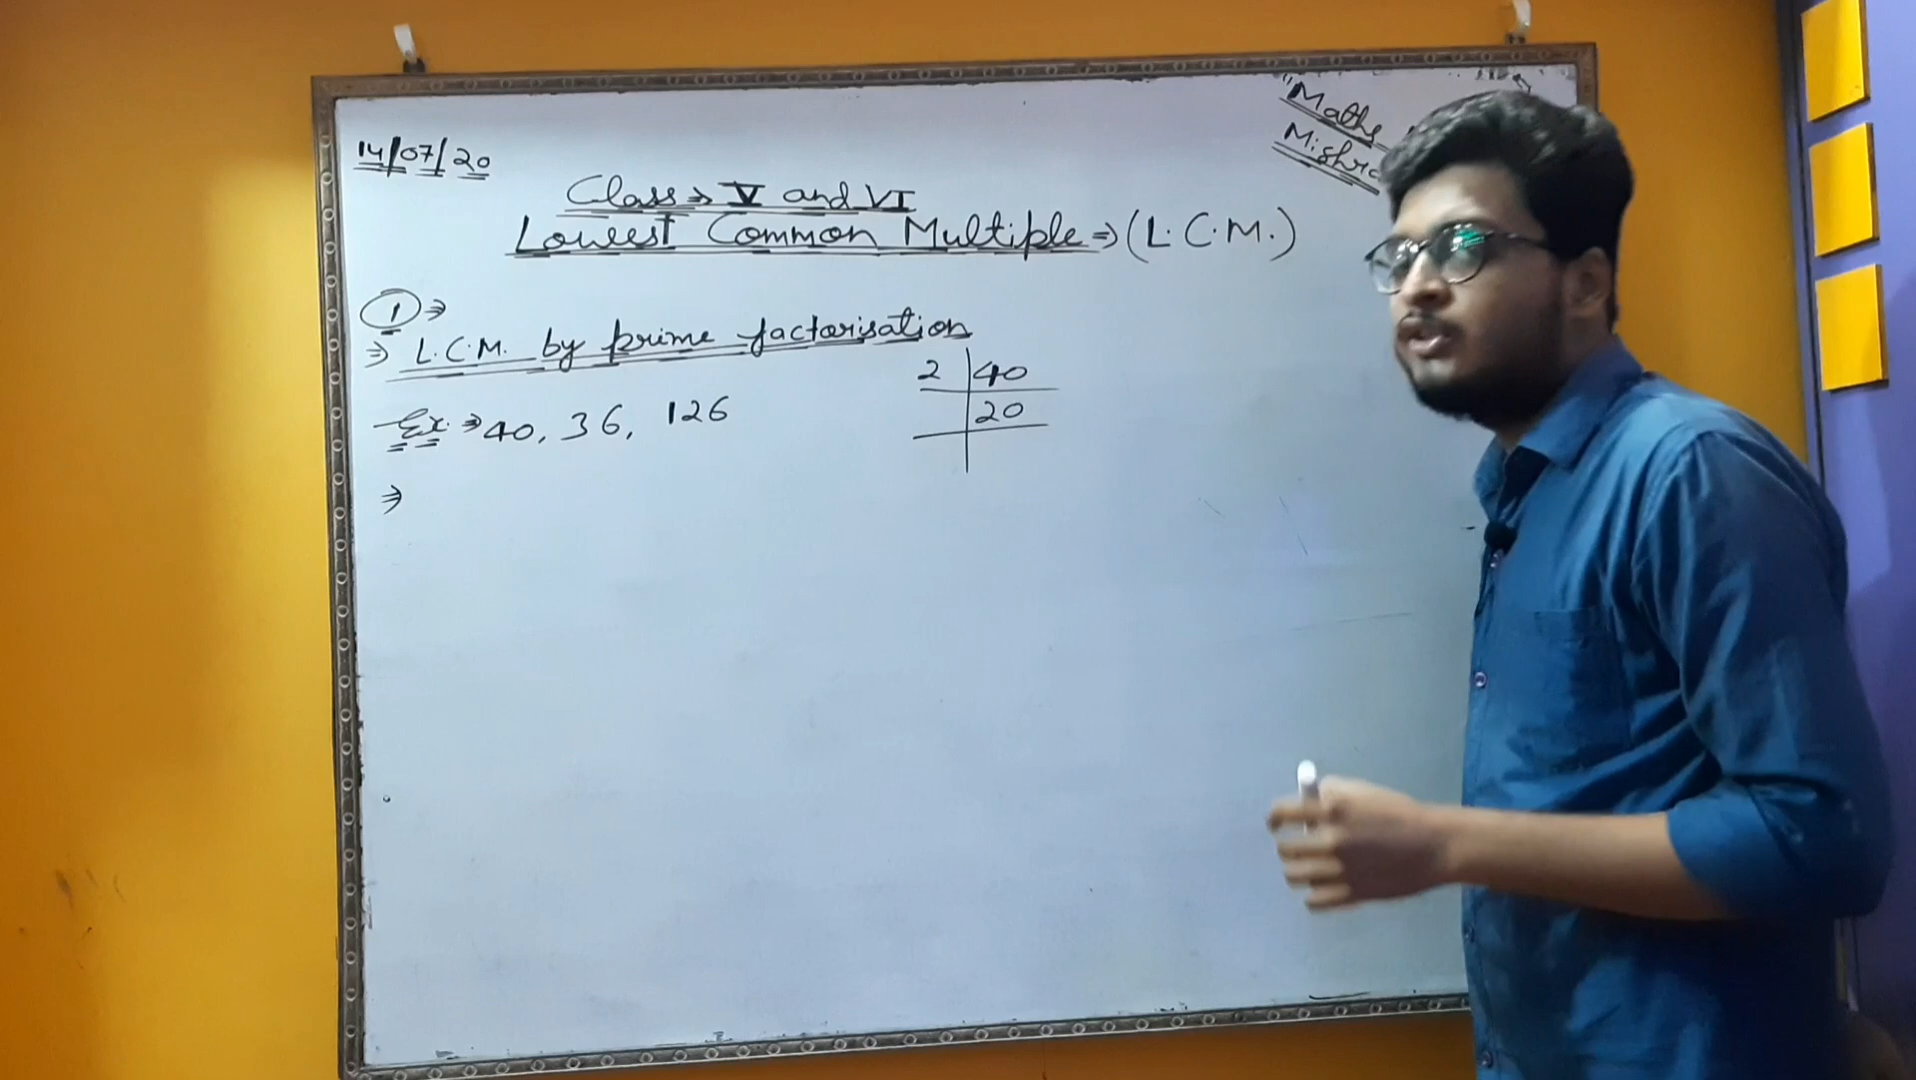 14/07/20
"Maths
Class → V and VI
Lowest Common Multiple ⇒ (L.C.M.)
① ⇒
⇒ L.C.M. by prime factorisation
2 | 40
20
Ex. ⇒ 40, 36, 126
⇒